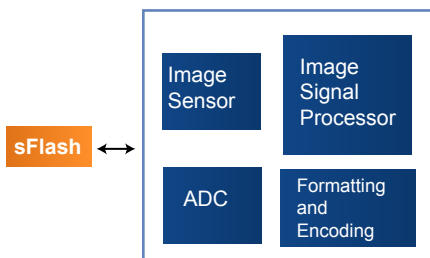 sFlash
Image
Sensor
Image
Signal
Processor
ADC
Formatting
and
Encoding